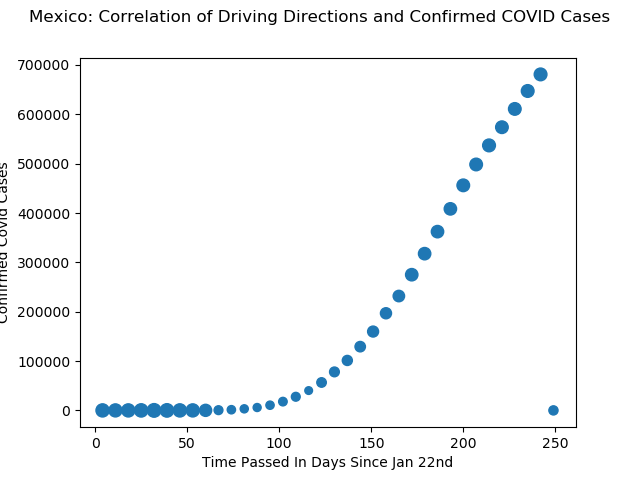 Mexico: Correlation of Driving Directions and Confirmed COVID Cases
700000
600000
500000
400000
300000
200000
100000
0
Confirmed Covid Cases
0 50 100 150 200 250
Time Passed In Days Since Jan 22nd